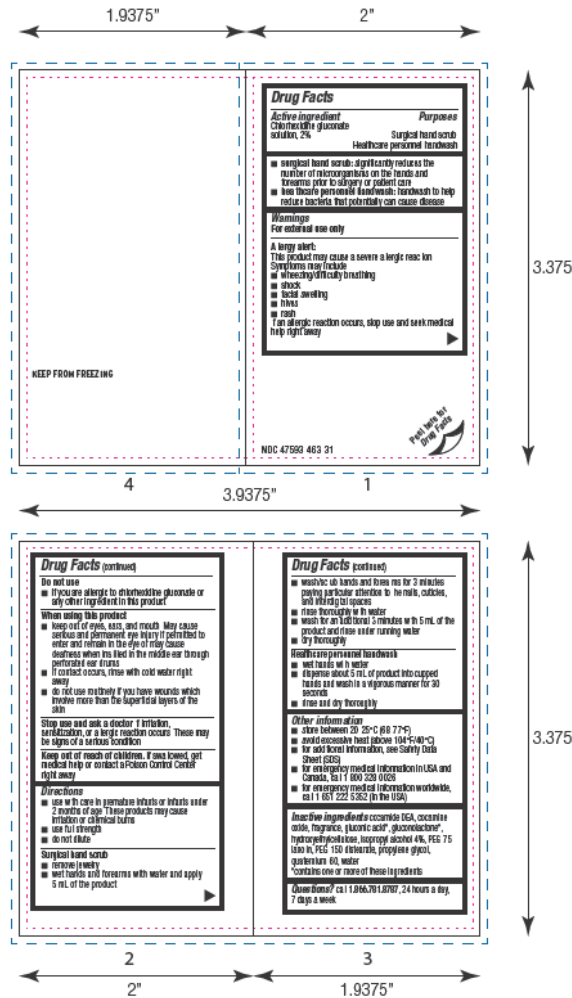 1.9375"
2"
Drug Facts
Active ingredient Purposes
Chlorhexidine gluconate
solution, 2% Surgical hand scrub
Healthcare personnel handwash
■ surgical hand scrub: significantly reduces the
number of microorganisms on the hands and
forearms prior to surgery or patient care
■ healthcare personnel handwash: handwash to help
reduce bacteria that potentially can cause disease
Warnings
For external use only
Allergy alert:
This product may cause a severe allergic reaction
Symptoms may include
■ wheezing/difficulty breathing
■ shock
■ facial swelling
■ hives
■ rash
If an allergic reaction occurs, stop use and seek medical
help right away
3.375
KEEP FROM FREEZING
Peel here for
Drug Facts
NDC 47593 463 31
4
1
3.9375"
Drug Facts (continued)
Do not use
■ if you are allergic to chlorhexidine gluconate or
any other ingredient in this product
When using this product
■ keep out of eyes, ears, and mouth May cause
serious and permanent eye injury if permitted to
enter and remain in the eye or may cause
deafness when instilled in the middle ear through
perforated ear drums
■ if contact occurs, rinse with cold water right
away
■ do not use routinely if you have wounds which
involve more than the superficial layers of the
skin
Stop use and ask a doctor if irritation,
sensitization, or allergic reaction occurs These may
be signs of a serious condition
Keep out of reach of children. If swallowed, get
medical help or contact a Poison Control Center
right away
Directions
■ use with care in premature infants or infants under
2 months of age These products may cause
irritation or chemical burns
■ use full strength
■ do not dilute
Surgical hand scrub
■ remove jewelry
■ wet hands and forearms with water and apply
5 mL of the product
Drug Facts (continued)
■ wash/scrub hands and forearms for 3 minutes
paying particular attention to the nails, cuticles,
and interdigital spaces
■ rinse thoroughly with water
■ wash for an additional 3 minutes with 5 mL of the
product and rinse under running water
■ dry thoroughly
Healthcare personnel handwash
■ wet hands with water
■ dispense about 5 mL of product into cupped
hands and wash in a vigorous manner for 30
seconds
■ rinse and dry thoroughly
Other information
■ store between 20 25°C (68 77°F)
■ avoid excessive heat (above 104°F/40°C)
■ for additional information, see Safety Data
Sheet (SDS)
■ for emergency medical information in USA and
Canada, call 1 800 328 0026
■ for emergency medical information worldwide,
call 1 651 222 5352 (in the USA)
Inactive ingredients cocamide DEA, cocamine
oxide, fragrance, gluconic acid*, gluconolactone*,
hydroxyethylcellulose, isopropyl alcohol 4%, PEG 75
lanolin, PEG 150 distearate, propylene glycol,
quaternium 60, water
*contains one or more of these ingredients
Questions? call 1.866.781.8787, 24 hours a day,
7 days a week
3.375
2
3
2"
1.9375"